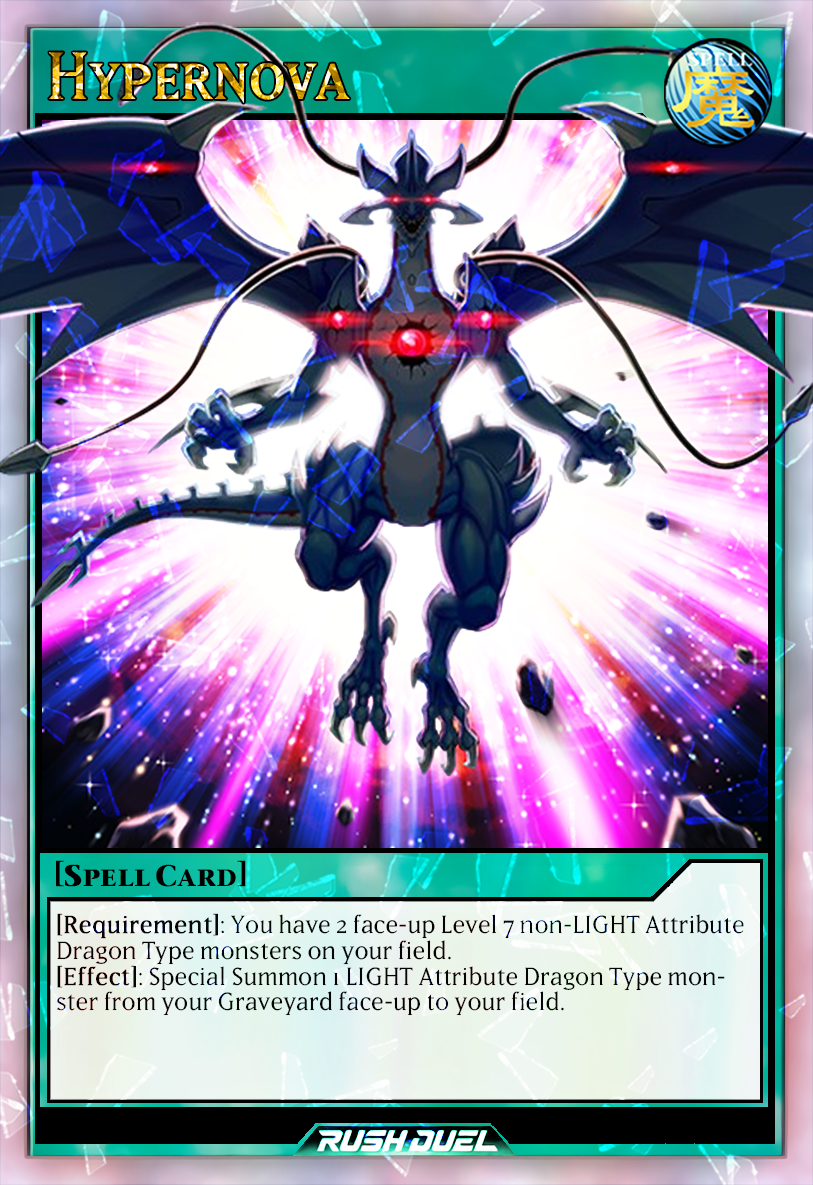 Hypernova
SPELL
魔
[Spell Card]
[Requirement]: You have 2 face-up Level 7 non-LIGHT Attribute
Dragon Type monsters on your field.
[Effect]: Special Summon 1 LIGHT Attribute Dragon Type mon-
ster from your Graveyard face-up to your field.
RUSH DUEL